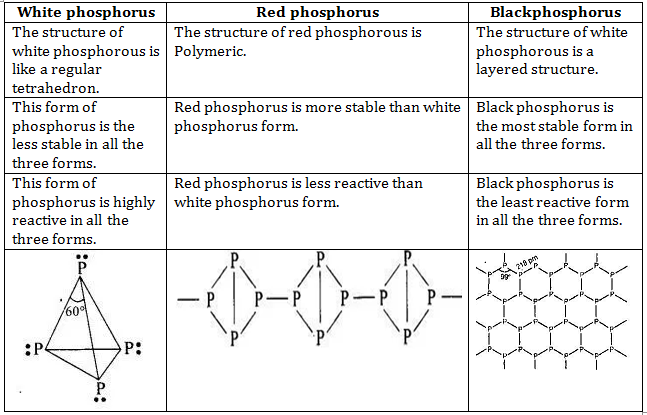 White phosphorus
Red phosphorus
Blackphosphorus
The structure of
white phosphorous is
like a regular
tetrahedron.
The structure of red phosphorous is
Polymeric.
The structure of white
phosphorous is a
layered structure.
This form of
phosphorus is the
less stable in all the
three forms.
Red phosphorus is more stable than white
phosphorus form.
Black phosphorus is
the most stable form in
all the three forms.
This form of
phosphorus is highly
reactive in all the
three forms.
Red phosphorus is less reactive than
white phosphorus form.
Black phosphorus is
the least reactive form
in all the three forms.
P
60°
:P P:
P
P P P
P P P P P P
P P P
P P P P
218 pm
99°
P P P P P P P P
P P P P P P P P
P P P P P P P P
P P P P